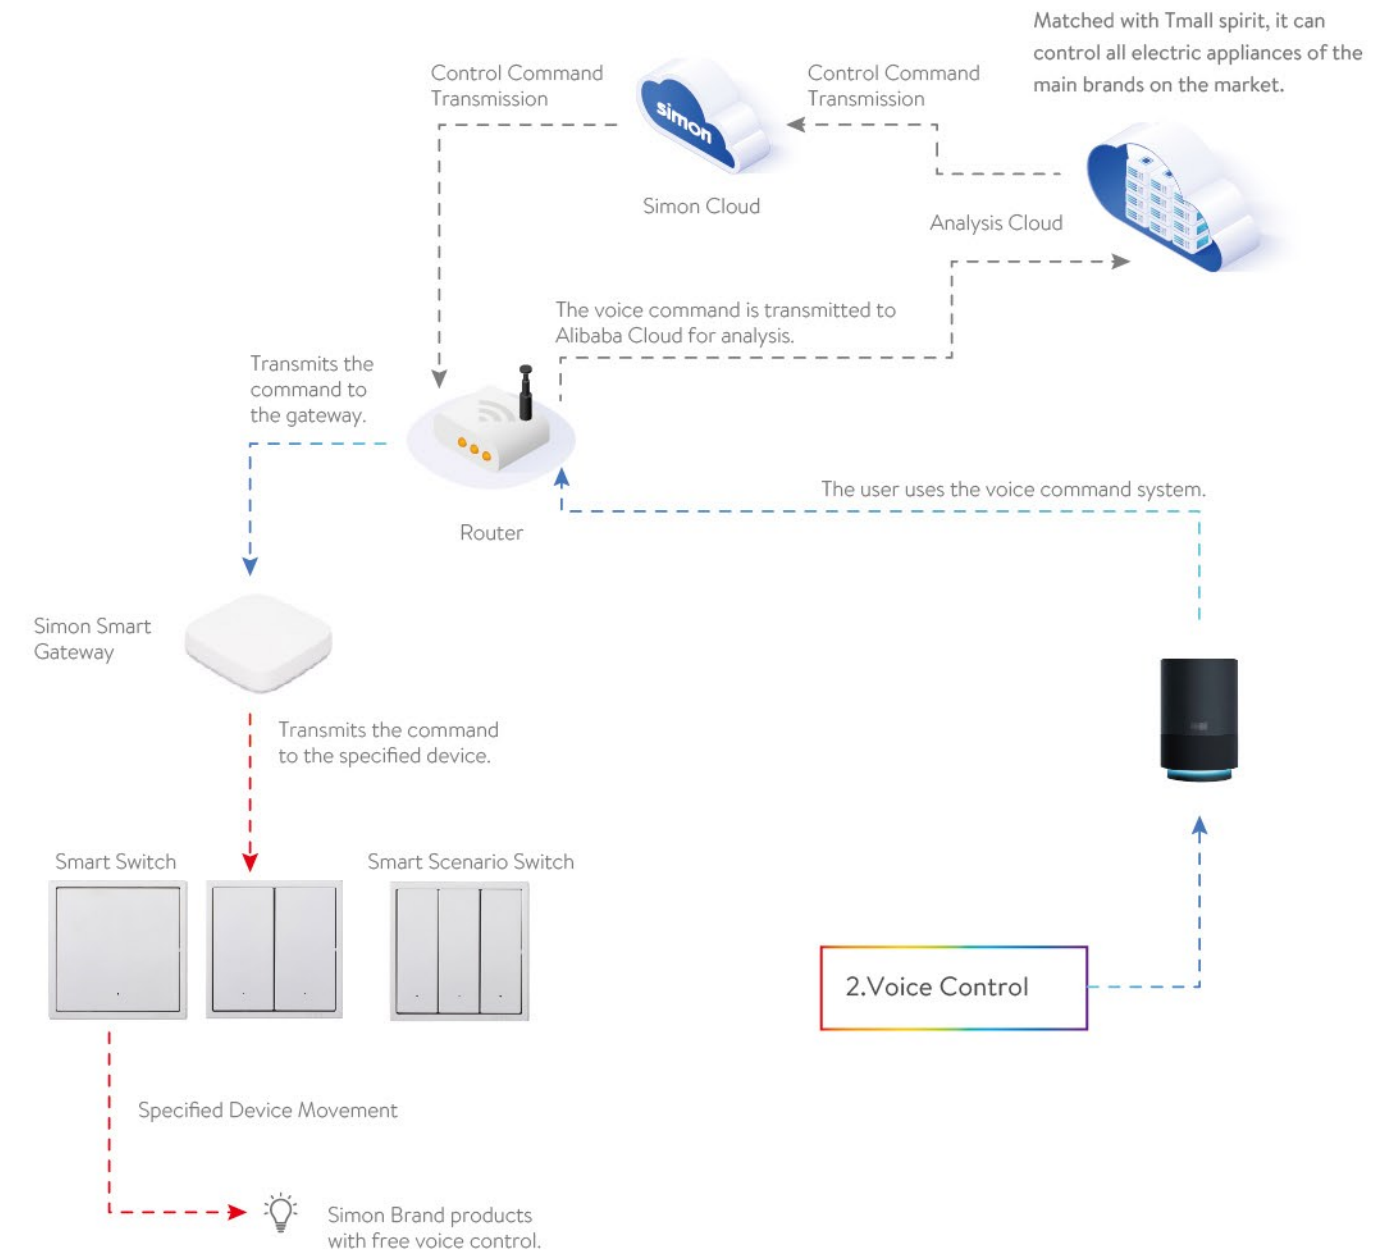 Matched with Tmall spirit, it can
control all electric appliances of the
main brands on the market.
Control Command
Transmission
simon
Control Command
Transmission
Simon Cloud
Analysis Cloud
The voice command is transmitted to
Alibaba Cloud for analysis.
Transmits the
command to
the gateway.
Router
The user uses the voice command system.
Simon Smart
Gateway
Transmits the command
to the specified device.
Smart Switch
Smart Scenario Switch
2.Voice Control
Specified Device Movement
Simon Brand products
with free voice control.